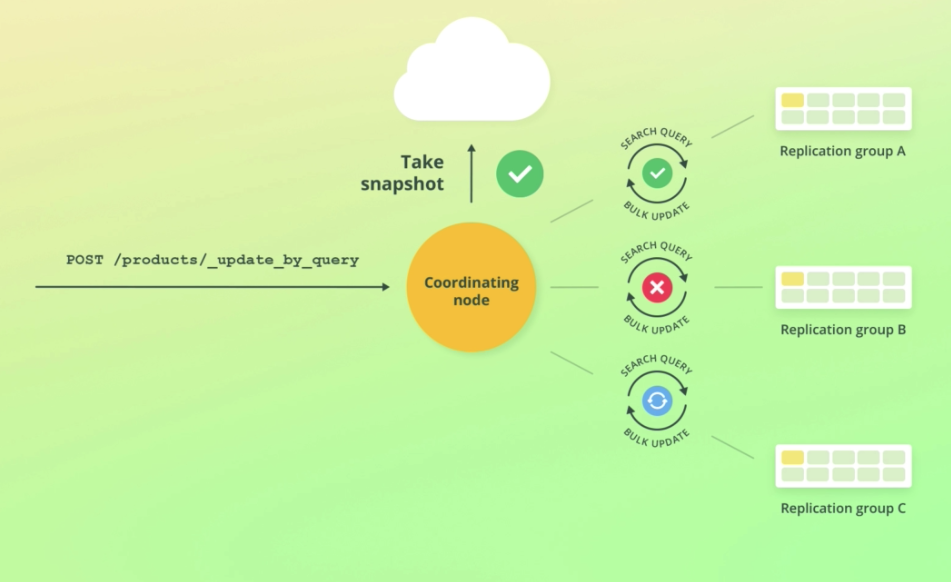 Take
snapshot
POST /products/_update_by_query
Coordinating
node
SEARCH QUERY
BULK UPDATE
SEARCH QUERY
BULK UPDATE
SEARCH QUERY
BULK UPDATE
Replication group A
Replication group B
Replication group C